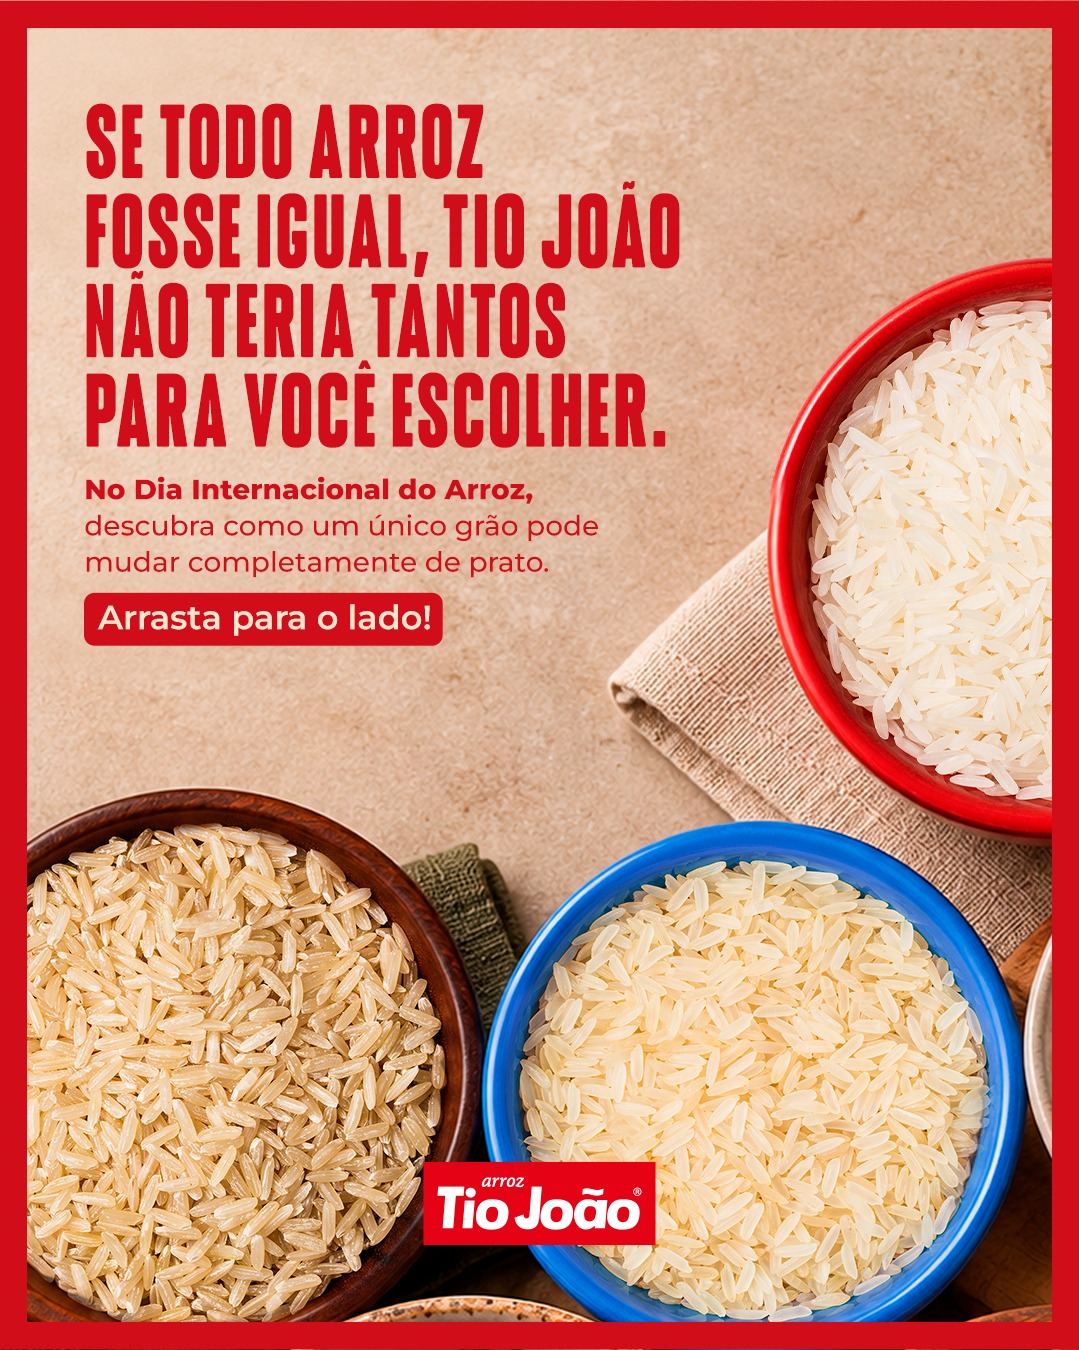 SE TODO ARROZ
FOSSE IGUAL, TIO JOÃO
NÃO TERIA TANTOS
PARA VOCÊ ESCOLHER.
No Dia Internacional do Arroz,
descubra como um único grão pode
mudar completamente de prato.
Arrasta para o lado!
arroz
Tio João®